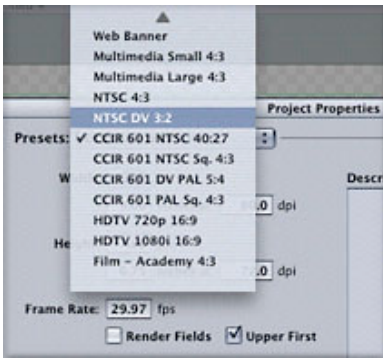 Web Banner
Multimedia Small 4:3
Multimedia Large 4:3
NTSC 4:3
NTSC DV 3:2
Project Properties
Presets: ✓ CCIR 601 NTSC 40:27
CCIR 601 NTSC Sq. 4:3
CCIR 601 DV PAL 5:4
Descr
CCIR 601 PAL Sq. 4:3
.0 dpi
HDTV 720p 16:9
HDTV 1080i 16:9
Film - Academy 4:3
.0 dpi
Frame Rate: 29.97 fps
Render Fields Upper First